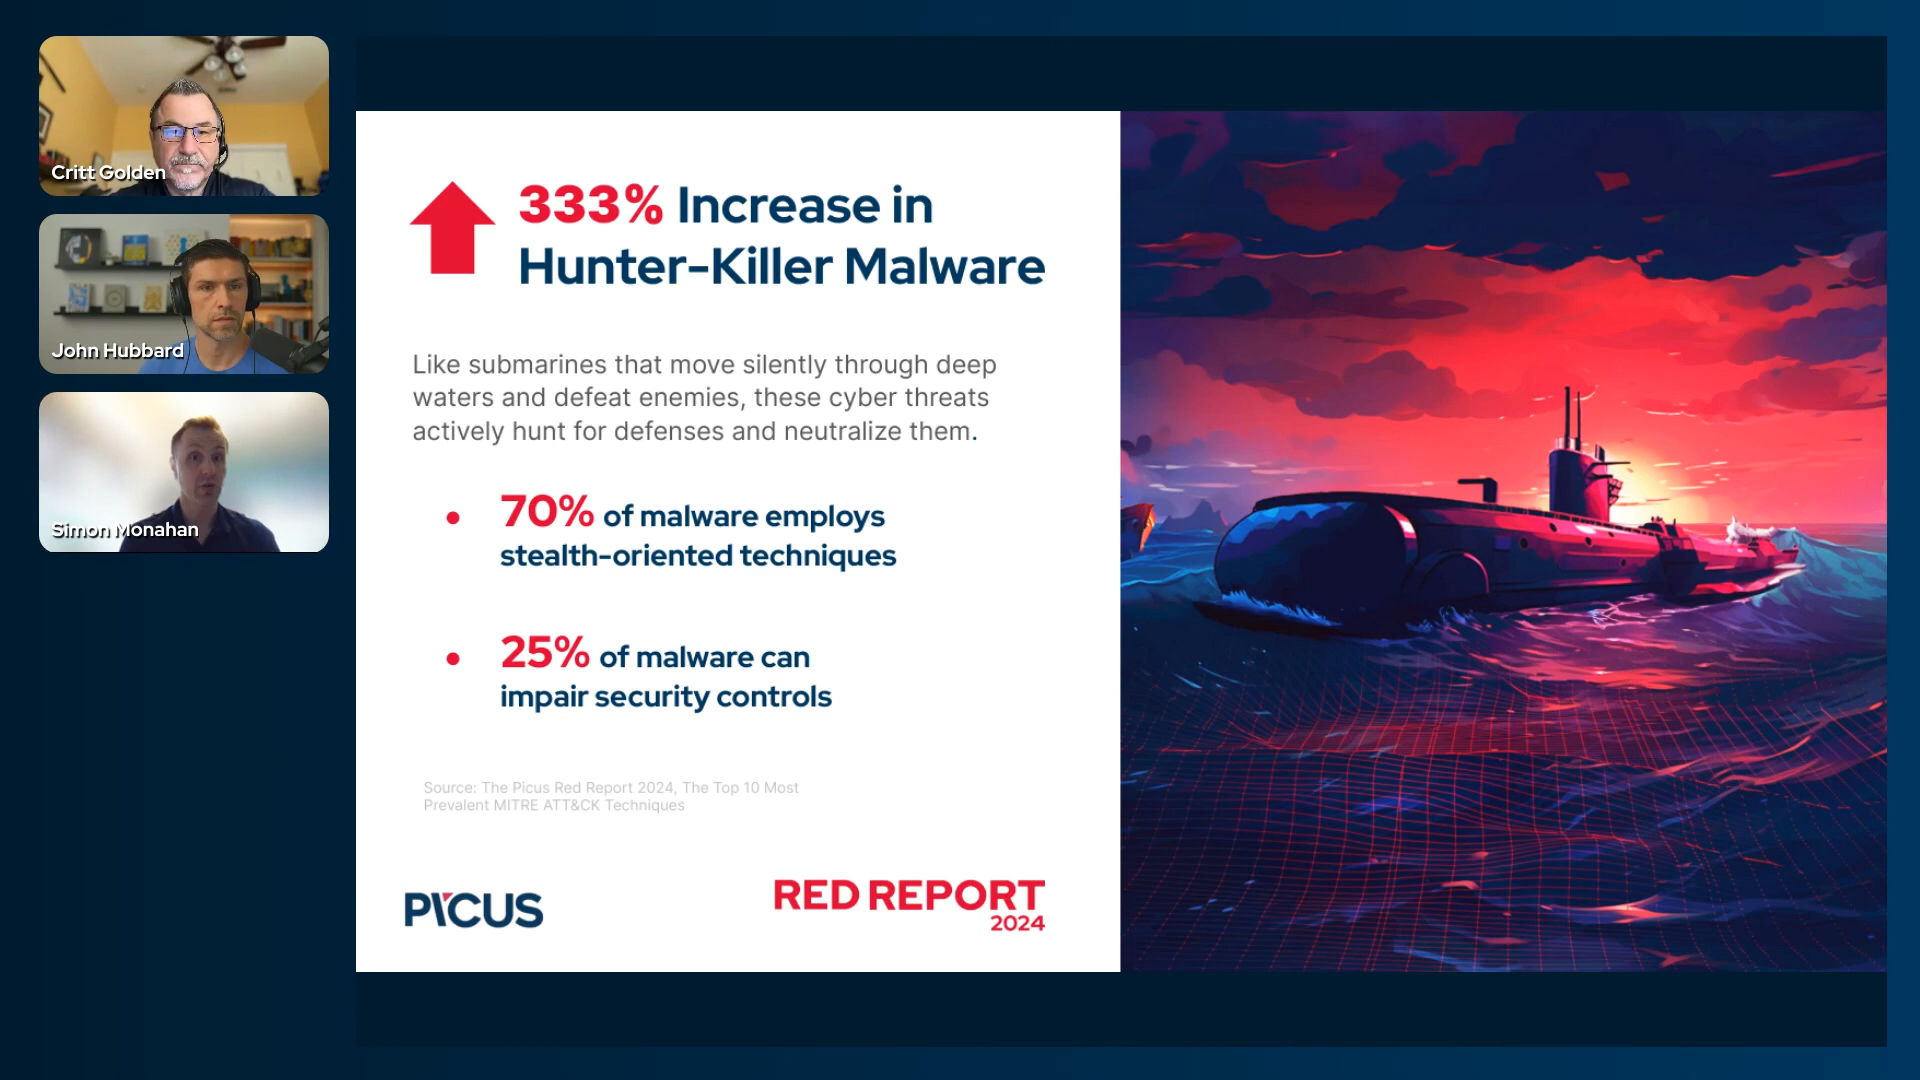 Critt Golden
John Hubbard
Simon Monahan
333% Increase in
Hunter-Killer Malware
Like submarines that move silently through deep
waters and defeat enemies, these cyber threats
actively hunt for defenses and neutralize them.
• 70% of malware employs
stealth-oriented techniques
• 25% of malware can
impair security controls
Source: The Picus Red Report 2024, The Top 10 Most
Prevalent MITRE ATT&CK Techniques
PICUS
RED REPORT
2024